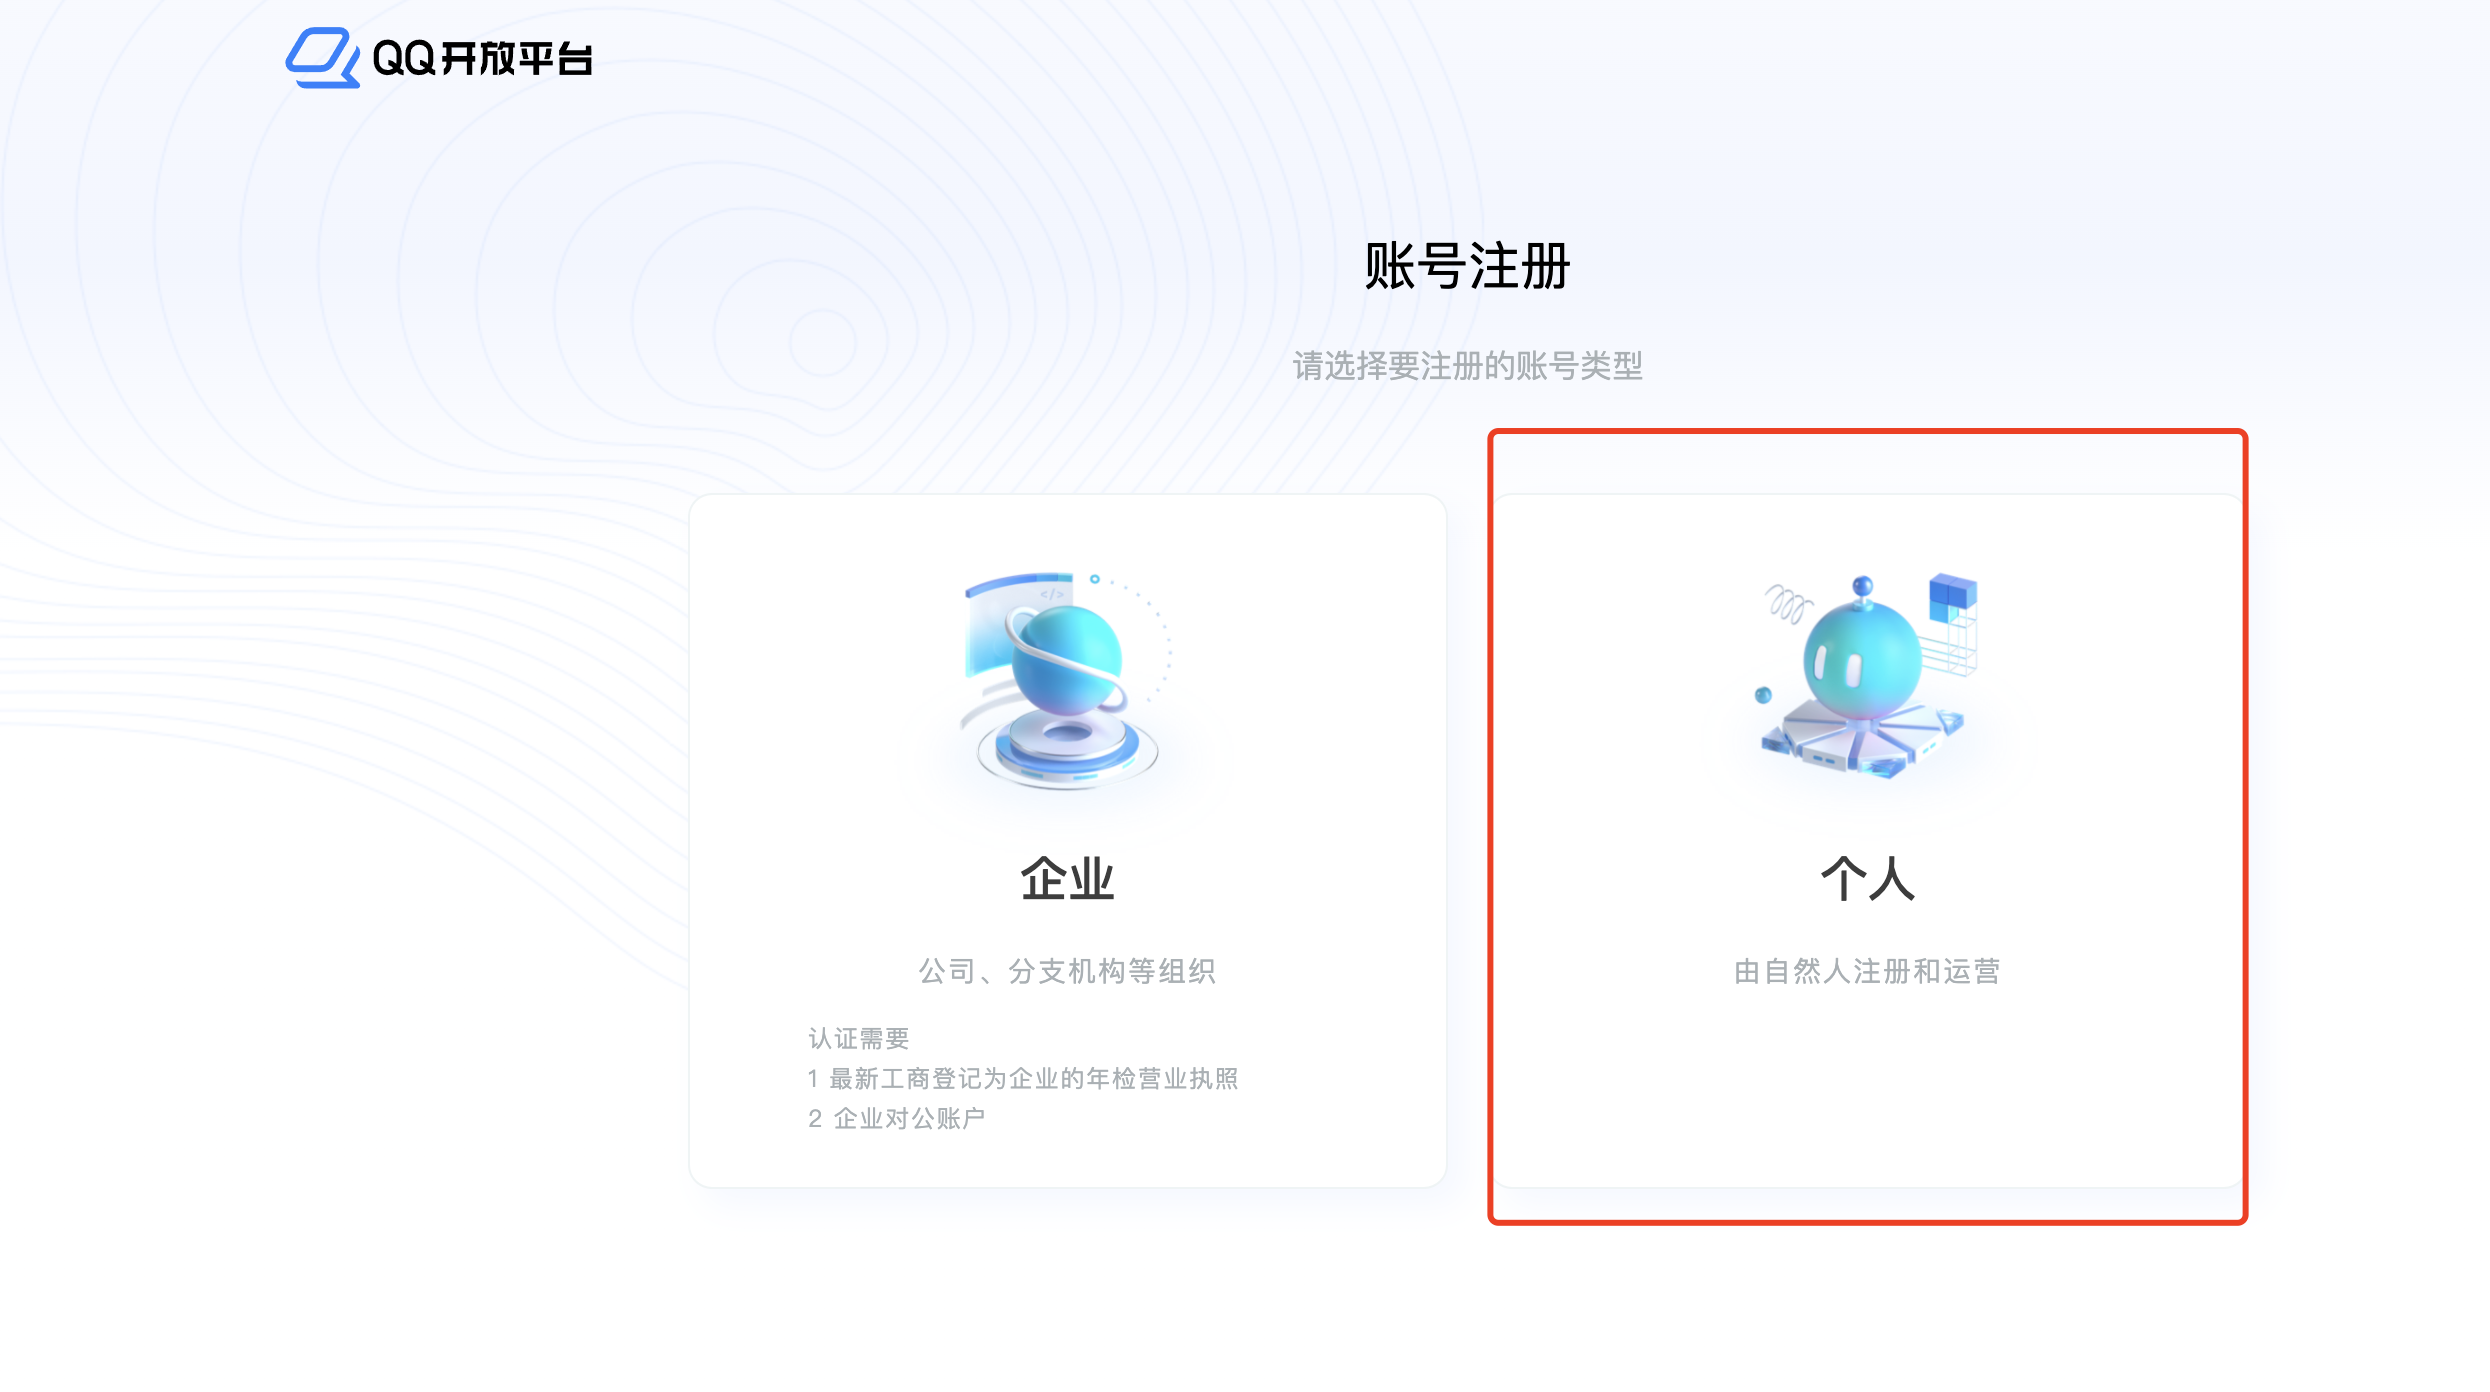 QQ开放平台
账号注册
请选择要注册的账号类型
</>
企业
公司、分支机构等组织
认证需要
1 最新工商登记为企业的年检营业执照
2 企业对公账户
个人
由自然人注册和运营